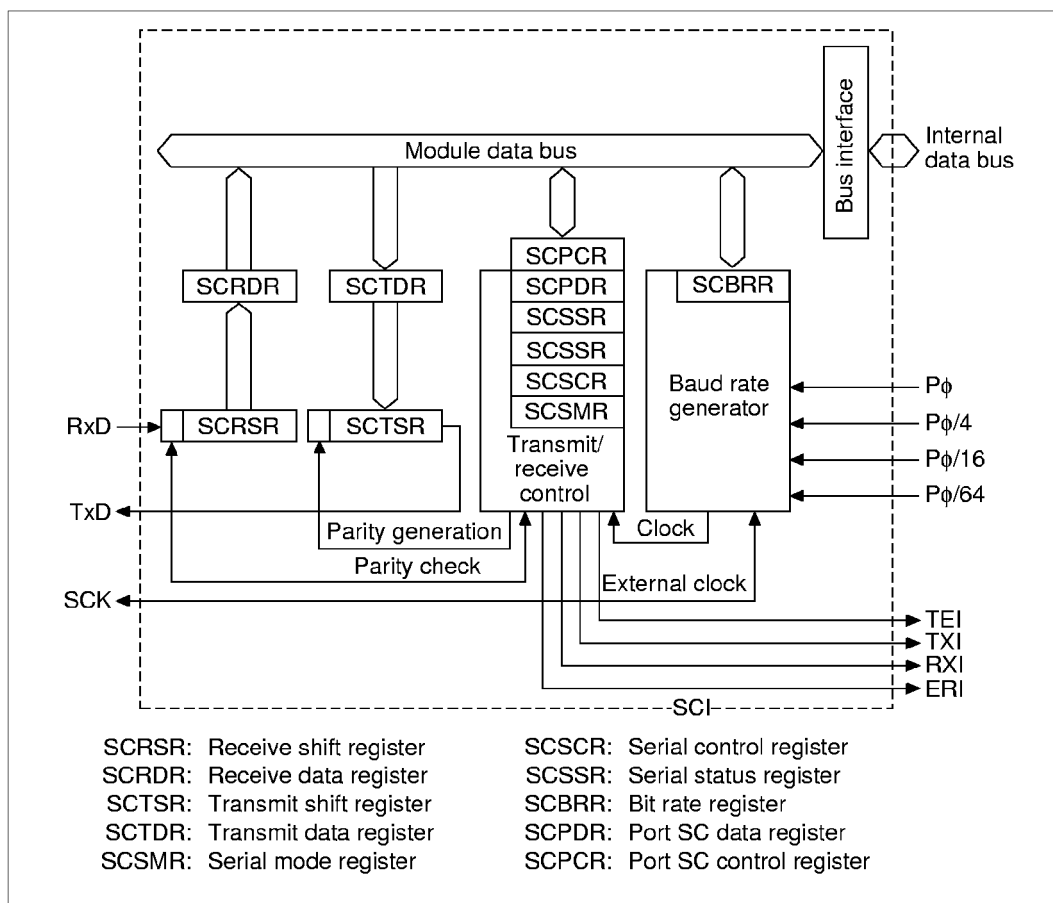 Module data bus
Bus interface
Internal
data bus
SCPCR
SCRDR
SCTDR
SCPDR
SCBRR
SCSSR
SCSSR
SCSCR
Baud rate
generator
Pϕ
RxD
SCRSR
SCTSR
SCSMR
Pϕ/4
Transmit/
receive
control
Pϕ/16
Pϕ/64
TxD
Parity generation
Clock
Parity check
External clock
SCK
TEI
TXI
RXI
ERI
SCI
SCRSR: Receive shift register
SCRDR: Receive data register
SCTSR: Transmit shift register
SCTDR: Transmit data register
SCSMR: Serial mode register
SCSCR: Serial control register
SCSSR: Serial status register
SCBRR: Bit rate register
SCPDR: Port SC data register
SCPCR: Port SC control register